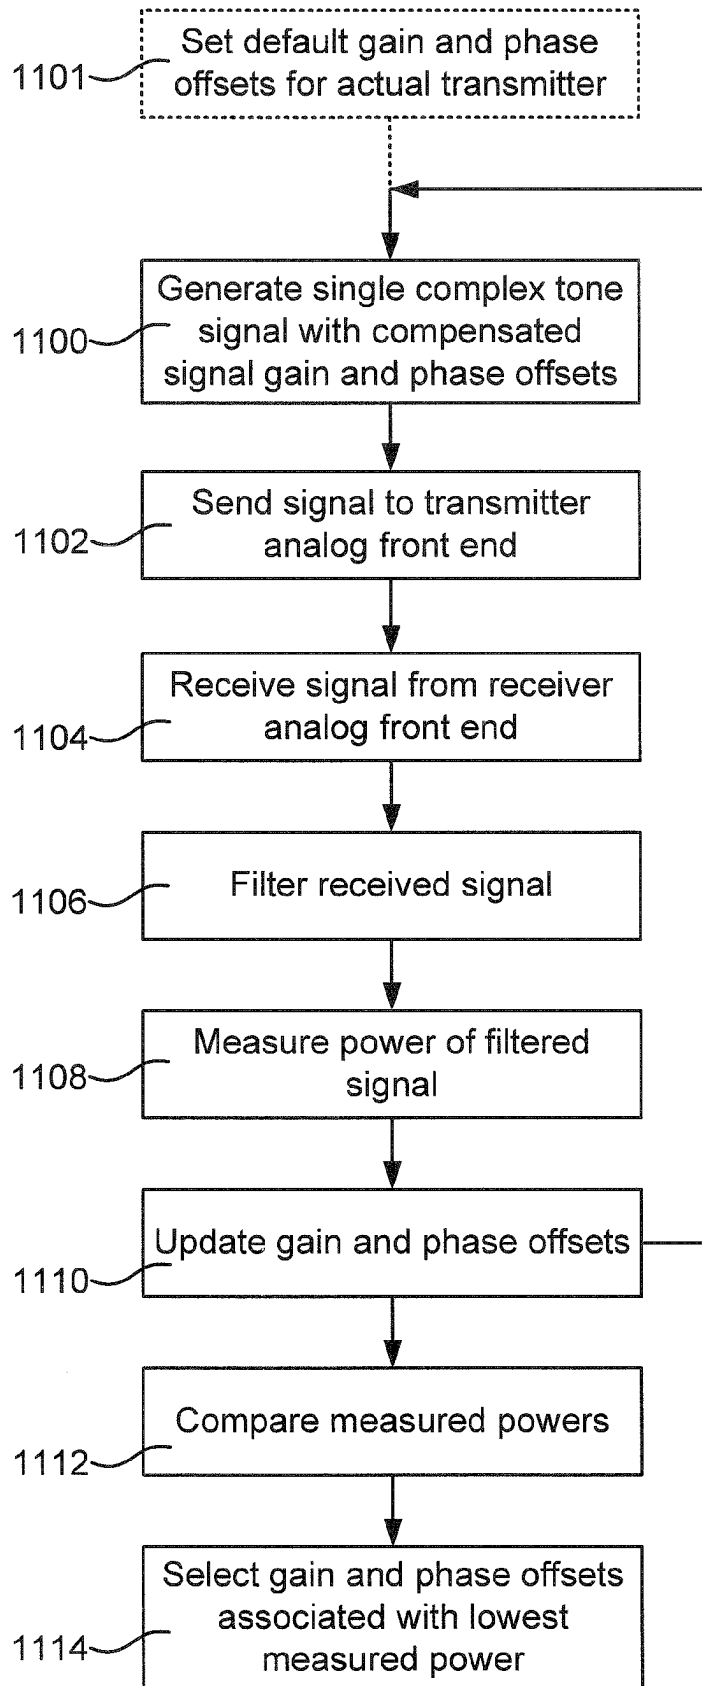 Set default gain and phase
offsets for actual transmitter
1101
Generate single complex tone
signal with compensated
signal gain and phase offsets
1100
Send signal to transmitter
analog front end
1102
Receive signal from receiver
analog front end
1104
Filter received signal
1106
Measure power of filtered
signal
1108
Update gain and phase offsets
1110
Compare measured powers
1112
Select gain and phase offsets
associated with lowest
measured power
1114